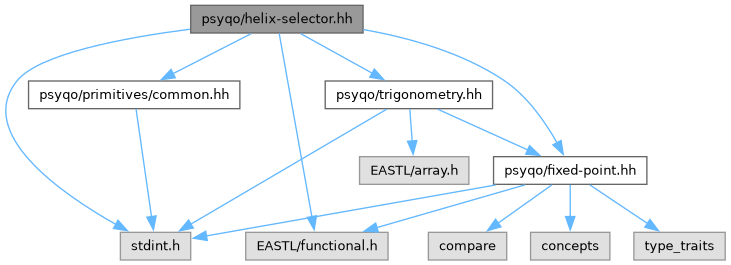 psyqo/helix-selector.hh
psyqo/primitives/common.hh
psyqo/trigonometry.hh
EASTL/array.h
psyqo/fixed-point.hh
stdint.h
EASTL/functional.h
compare
concepts
type_traits